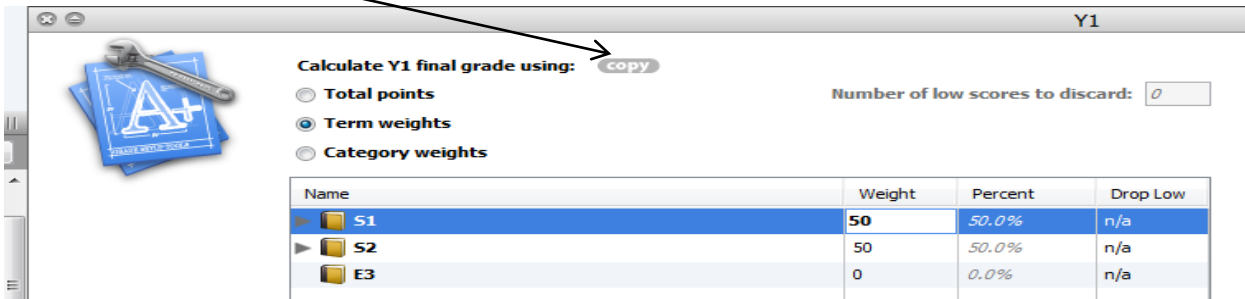 Y1
Calculate Y1 final grade using: copy
Total points
Number of low scores to discard: 0
Term weights
Category weights
Name Weight Percent Drop Low
S1 50 50.0% n/a
S2 50 50.0% n/a
E3 0 0.0% n/a
A+